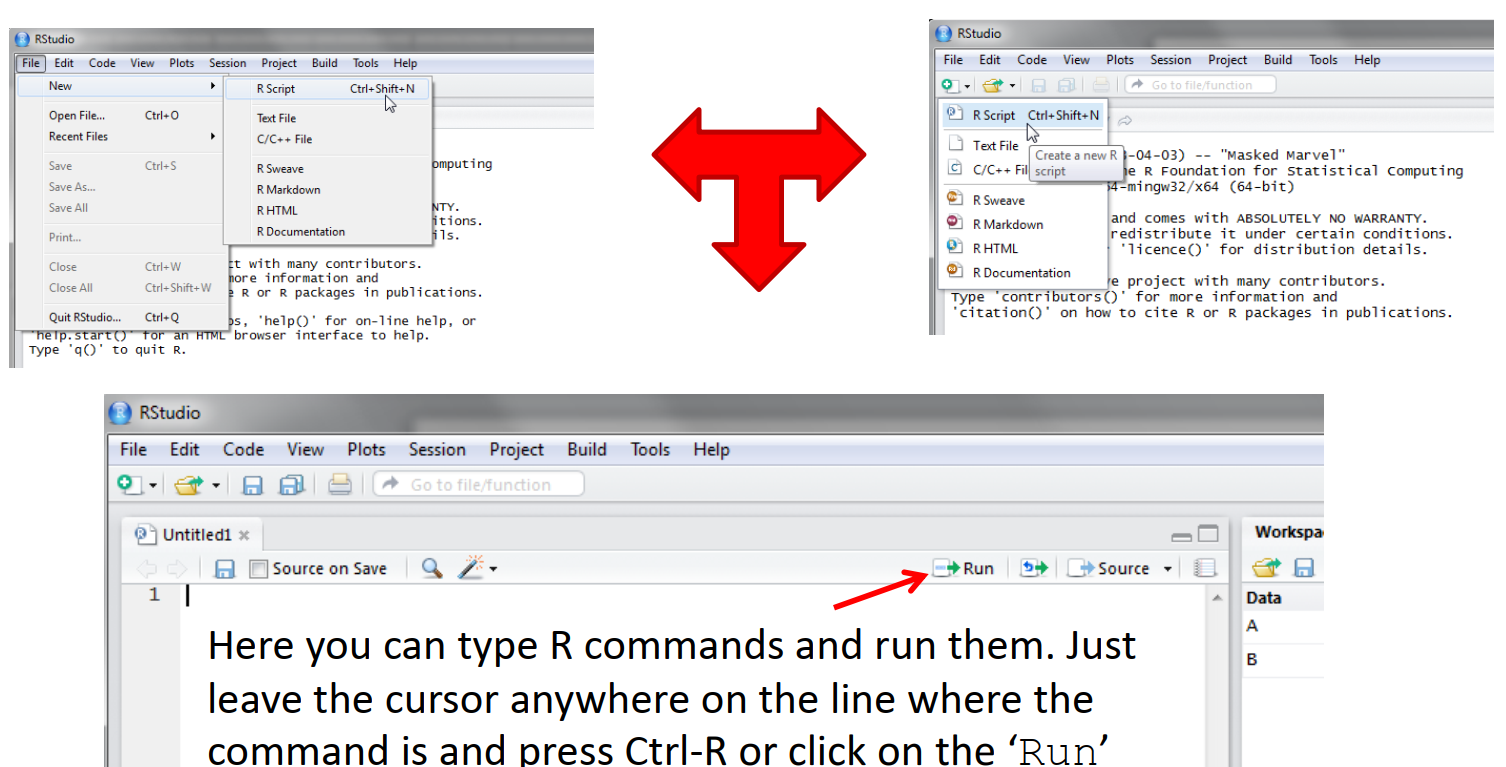 RStudio
File Edit Code View Plots Session Project Build Tools Help
New
Open File... Ctrl+O
Recent Files
Save Ctrl+S
Save As...
Save All
Print...
Close Ctrl+W
Close All Ctrl+Shift+W
Quit RStudio... Ctrl+Q
R Script Ctrl+Shift+N
Text File
C/C++ File
R Sweave
R Markdown
R HTML
R Documentation
omputing
NTY.
itions.
ils.
ct with many contributors.
more information and
e R or R packages in publications.
os, 'help()' for on-line help, or
'help.start()' for an HTML browser interface to help.
Type 'q()' to quit R.
RStudio
File Edit Code View Plots Session Project Build Tools Help
Go to file/function
R Script Ctrl+Shift+N
Text File
C/C++ Fil
R Sweave
R Markdown
R HTML
R Documentation
Create a new R
script
3-04-03) -- "Masked Marvel"
he R Foundation for Statistical Computing
64-mingw32/x64 (64-bit)
and comes with ABSOLUTELY NO WARRANTY.
redistribute it under certain conditions.
'licence()' for distribution details.
ve project with many contributors.
Type 'contributors()' for more information and
'citation()' on how to cite R or R packages in publications.
RStudio
File Edit Code View Plots Session Project Build Tools Help
Go to file/function
Untitled1
Source on Save Run Source
1
Workspa
Data
A
B
Here you can type R commands and run them. Just
leave the cursor anywhere on the line where the
command is and press Ctrl-R or click on the ‘Run’